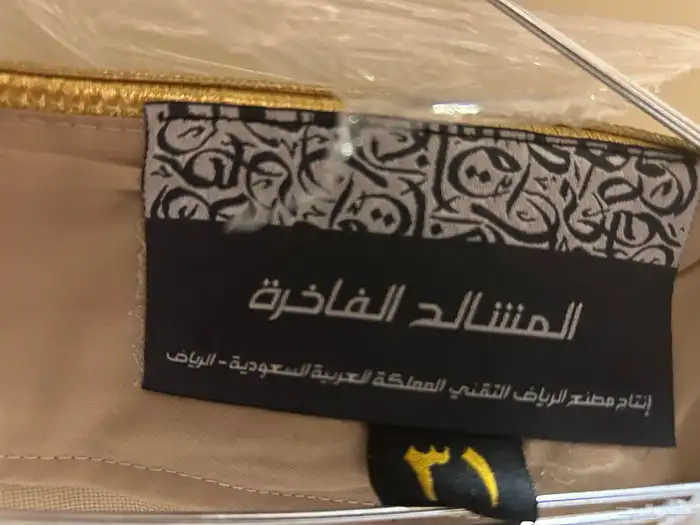 المشالح الفاخرة
إنتاج مصنع الرياض التقني المملكة العربية السعودية - الرياض
٣١